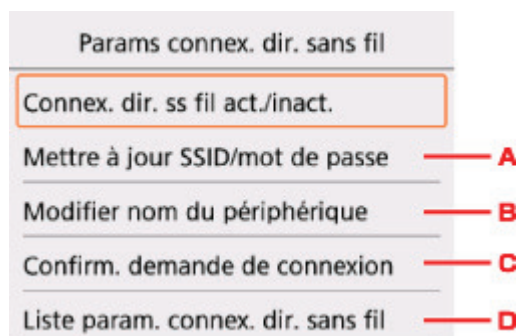 Params connex. dir. sans fil
Connex. dir. ss fil act./inact.
Mettre à jour SSID/mot de passe A
Modifier nom du périphérique B
Confirm. demande de connexion C
Liste param. connex. dir. sans fil D